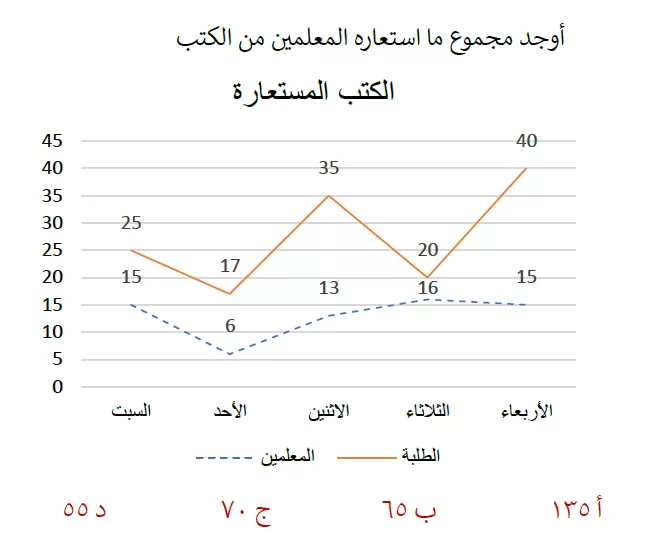 أوجد مجموع ما استعاره المعلمين من الكتب
الكتب المستعارة
45
40
35
30
25
20
15
10
5
0
25
17
35
20
40
15
6
13
16
15
السبت
الأحد
الاثنين
الثلاثاء
الأربعاء
المعلمين
الطلبة
أ ١٣٥ ب ٦٥ ج ٧٠ د ٥٥